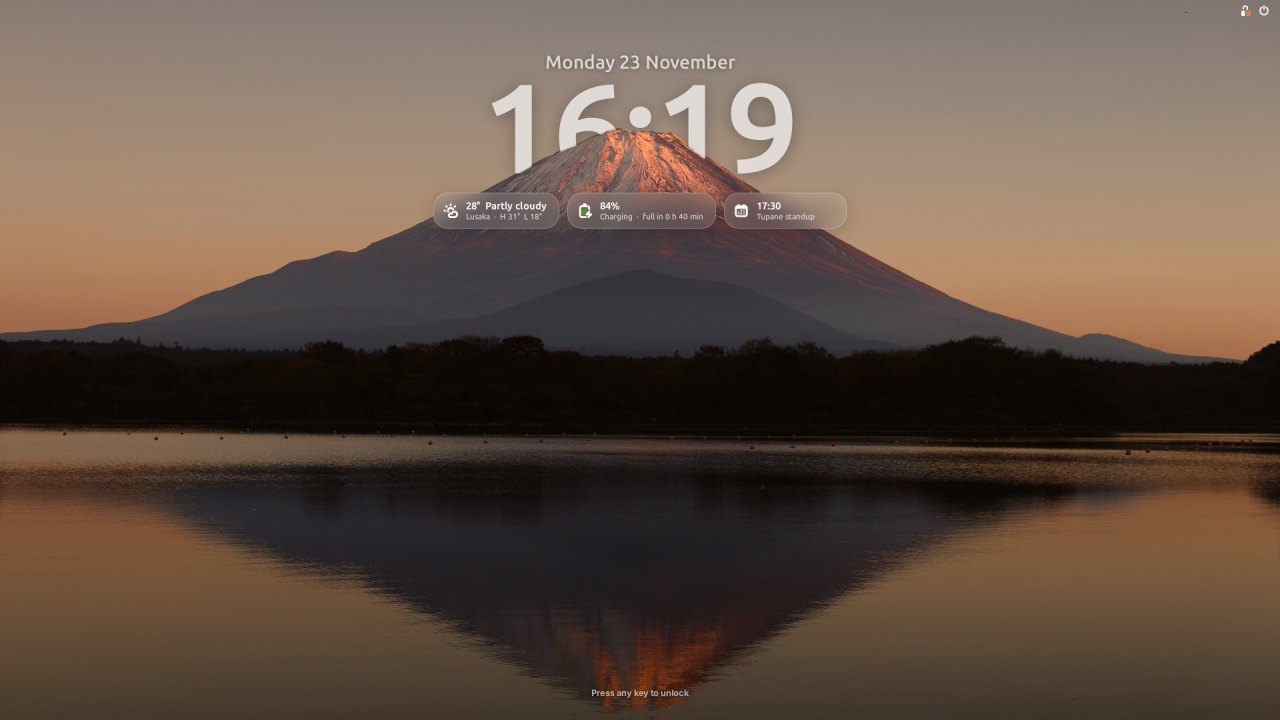 Monday 23 November
16:19
28° Partly cloudy
Lusaka · H 31° L 18°
84%
Charging · full in 0 h 40 min
17:30
Tupane standup
Press any key to unlock